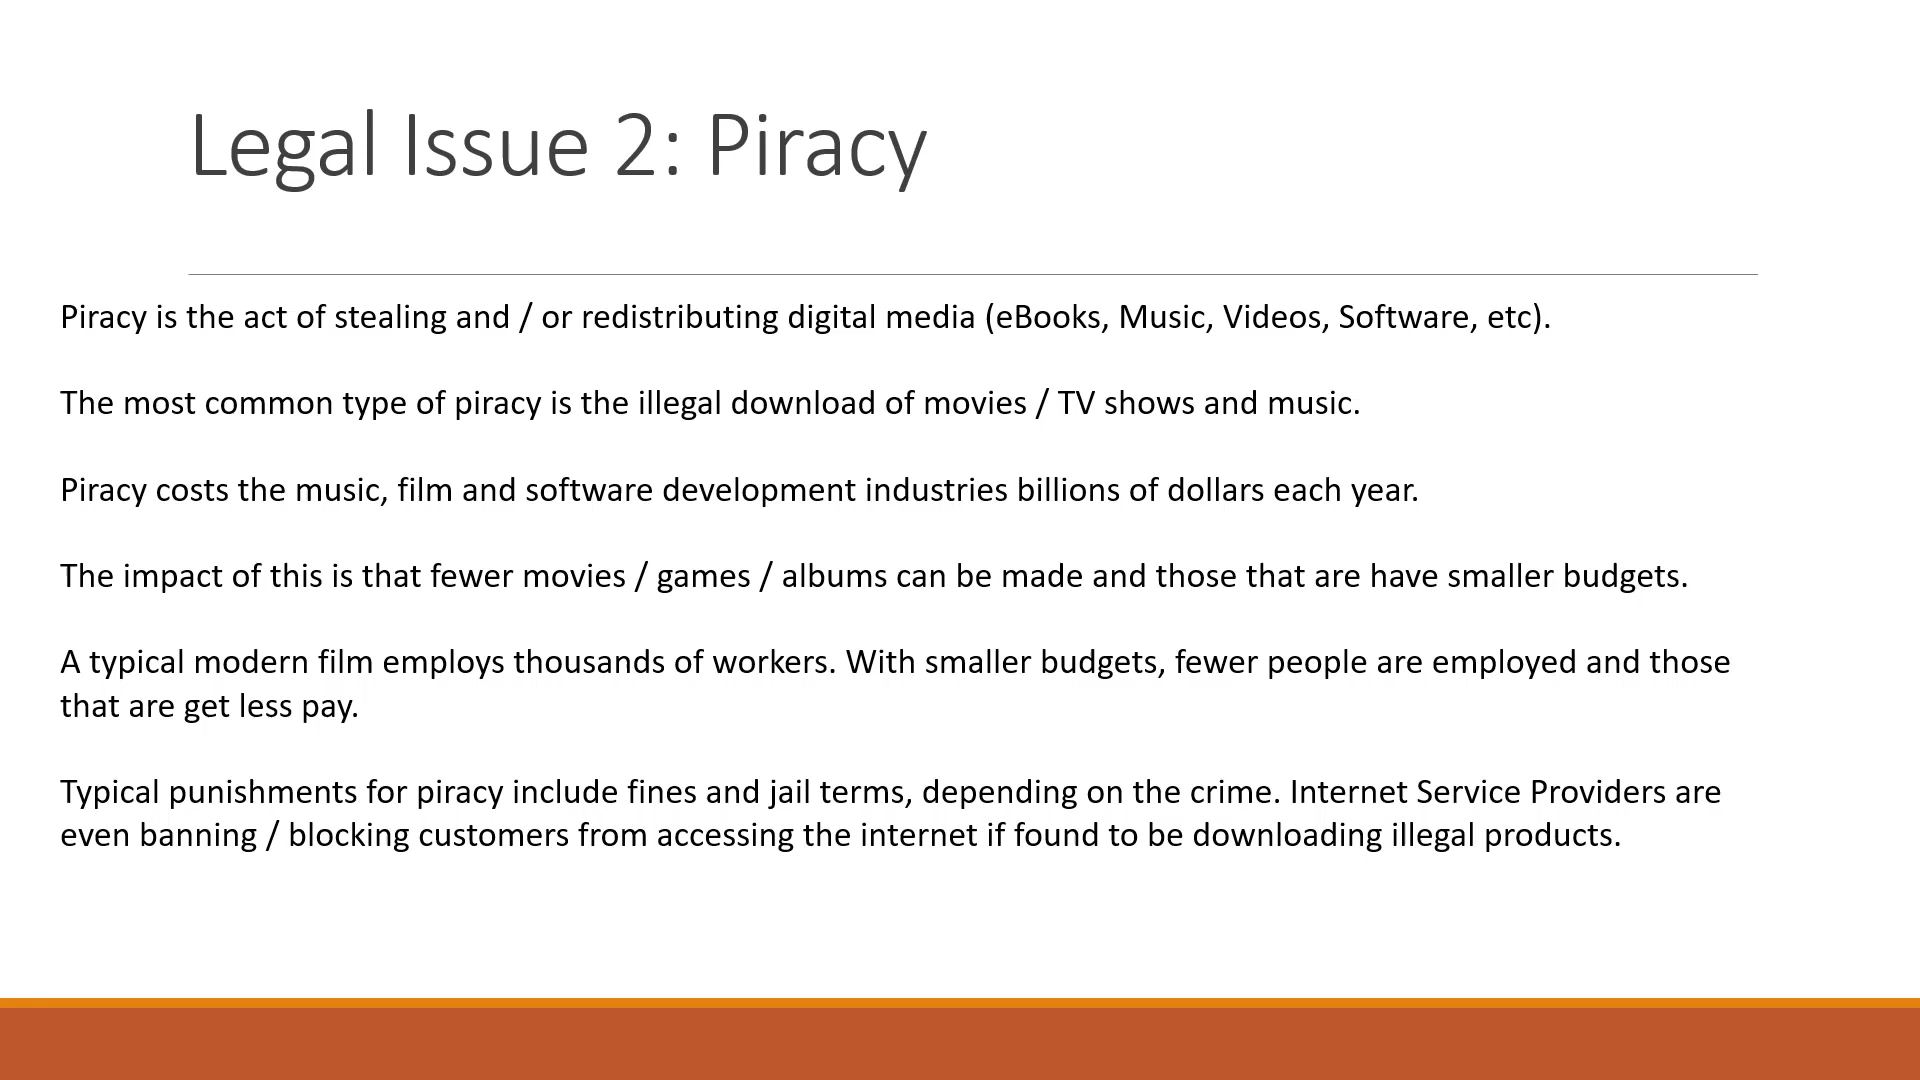 Legal Issue 2: Piracy
Piracy is the act of stealing and / or redistributing digital media (eBooks, Music, Videos, Software, etc).
The most common type of piracy is the illegal download of movies / TV shows and music.
Piracy costs the music, film and software development industries billions of dollars each year.
The impact of this is that fewer movies / games / albums can be made and those that are have smaller budgets.
A typical modern film employs thousands of workers. With smaller budgets, fewer people are employed and those
that are get less pay.
Typical punishments for piracy include fines and jail terms, depending on the crime. Internet Service Providers are
even banning / blocking customers from accessing the internet if found to be downloading illegal products.